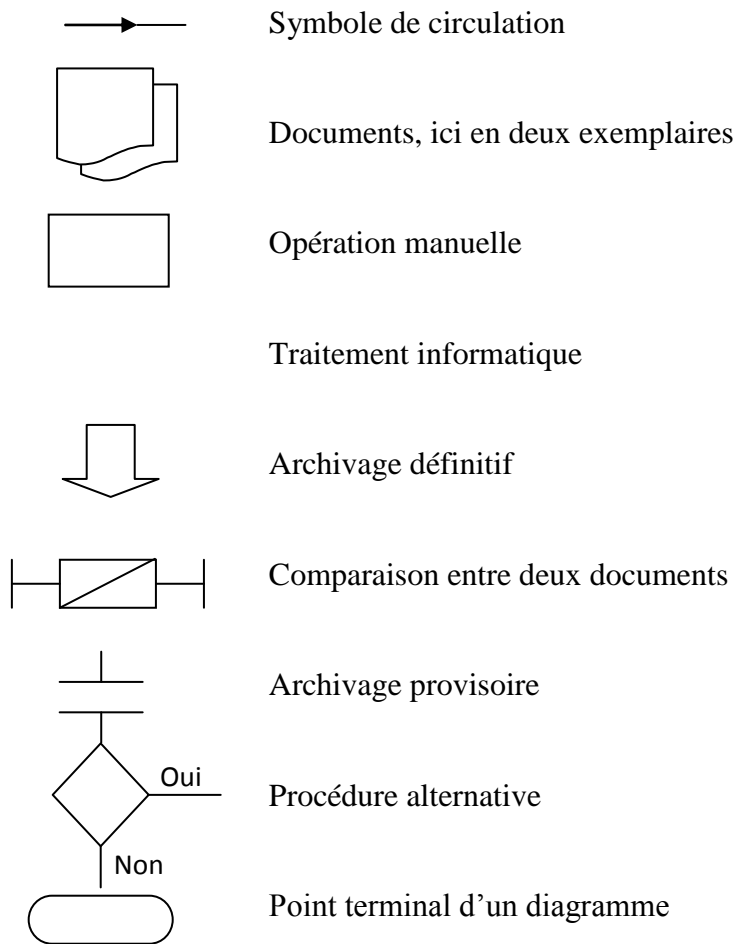 Symbole de circulation
Documents, ici en deux exemplaires
Opération manuelle
Traitement informatique
Archivage définitif
Comparaison entre deux documents
Archivage provisoire
Oui
Procédure alternative
Non
Point terminal d'un diagramme